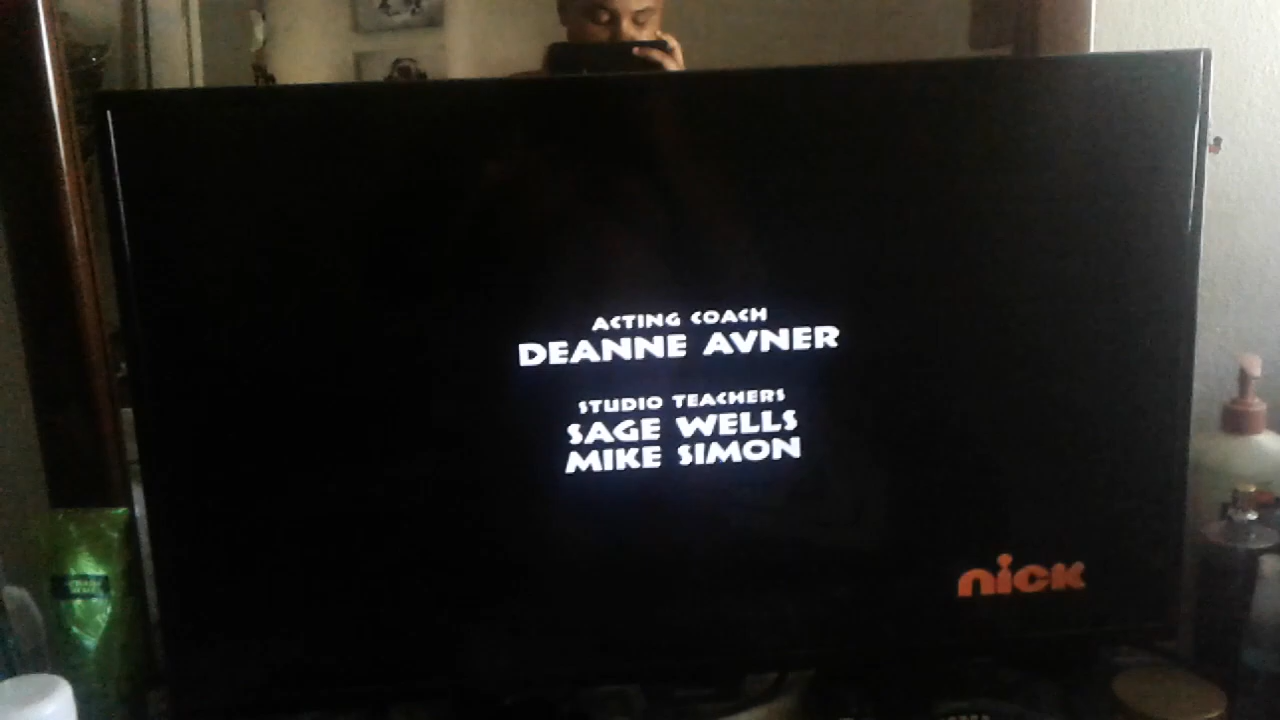 ACTING COACH
DEANNE AVNER
STUDIO TEACHERS
SAGE WELLS
MIKE SIMON
nick